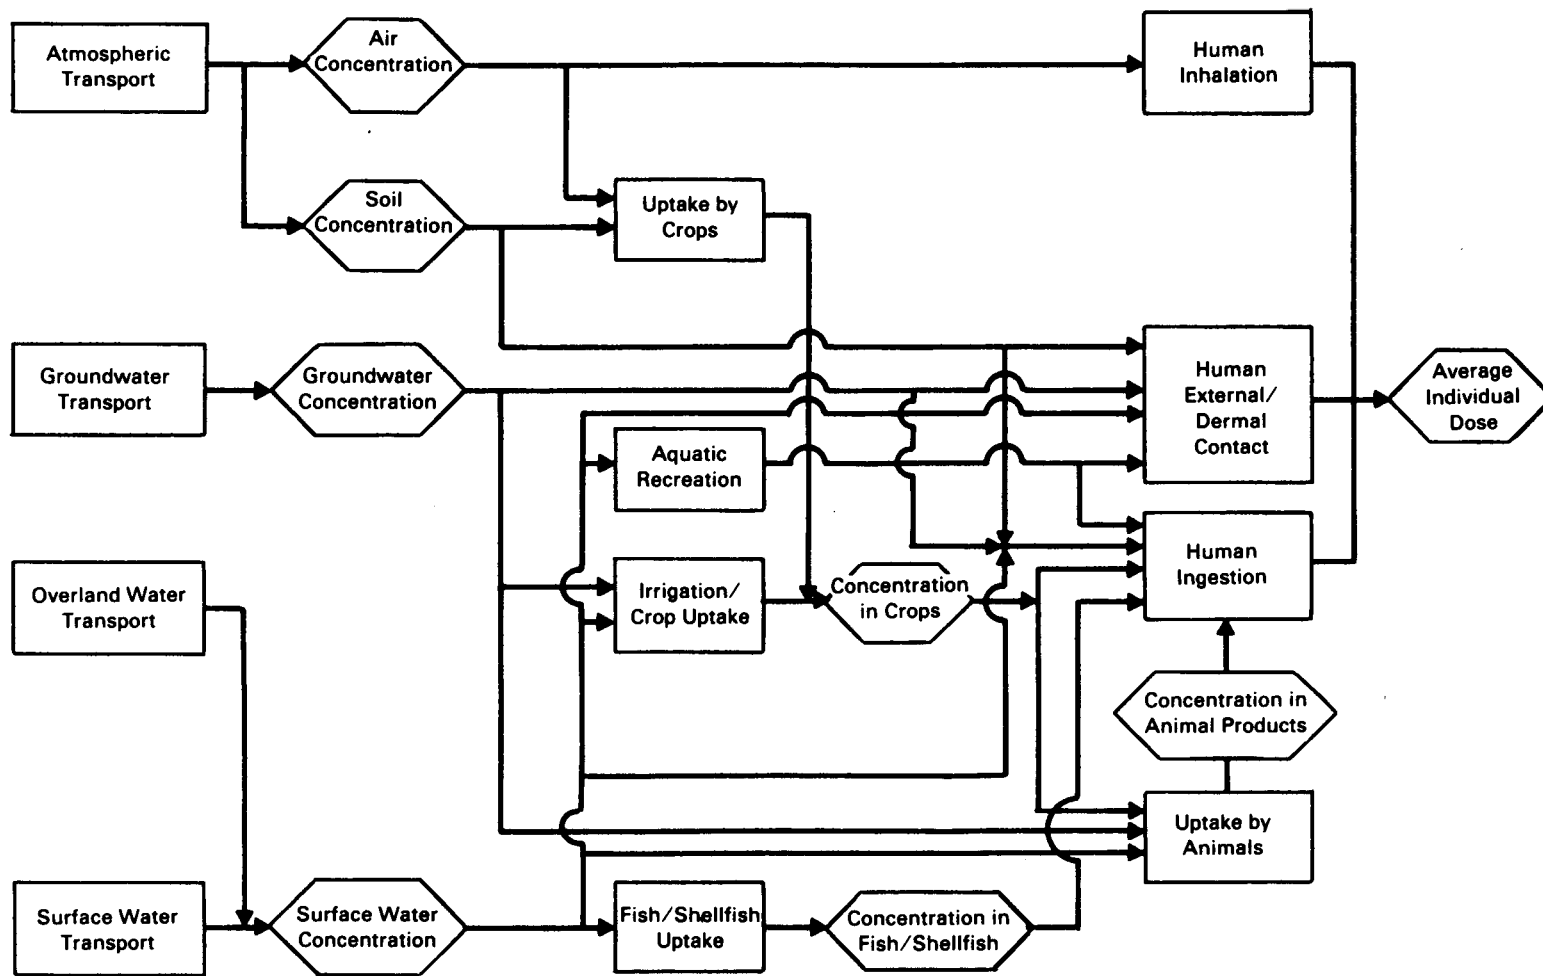 Atmospheric
Transport
Air
Concentration
Human
Inhalation
Soil
Concentration
Uptake by
Crops
Groundwater
Transport
Groundwater
Concentration
Human
External/
Dermal
Contact
Average
Individual
Dose
Aquatic
Recreation
Human
Ingestion
Overland Water
Transport
Irrigation/
Crop Uptake
Concentration
in Crops
Concentration in
Animal Products
Uptake by
Animals
Surface Water
Transport
Surface Water
Concentration
Fish/Shellfish
Uptake
Concentration in
Fish/Shellfish